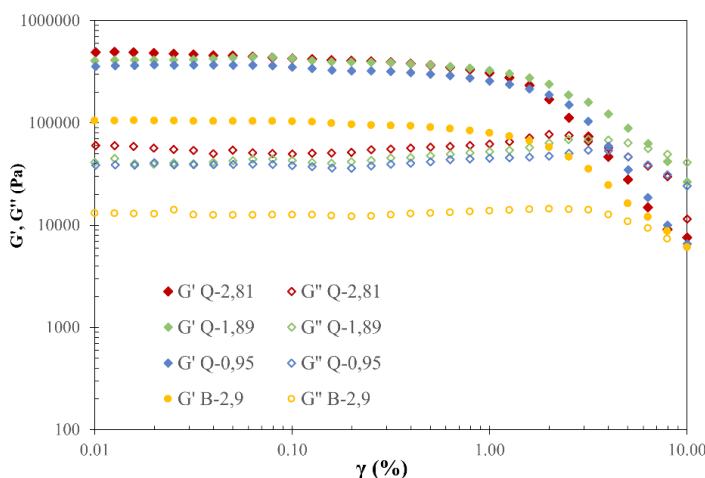 1000000
100000
10000
1000
100
G', G'' (Pa)
G' Q-2,81 G'' Q-2,81
G' Q-1,89 G'' Q-1,89
G' Q-0,95 G'' Q-0,95
G' B-2,9 G'' B-2,9
0.01 0.10 1.00 10.00
γ (%)